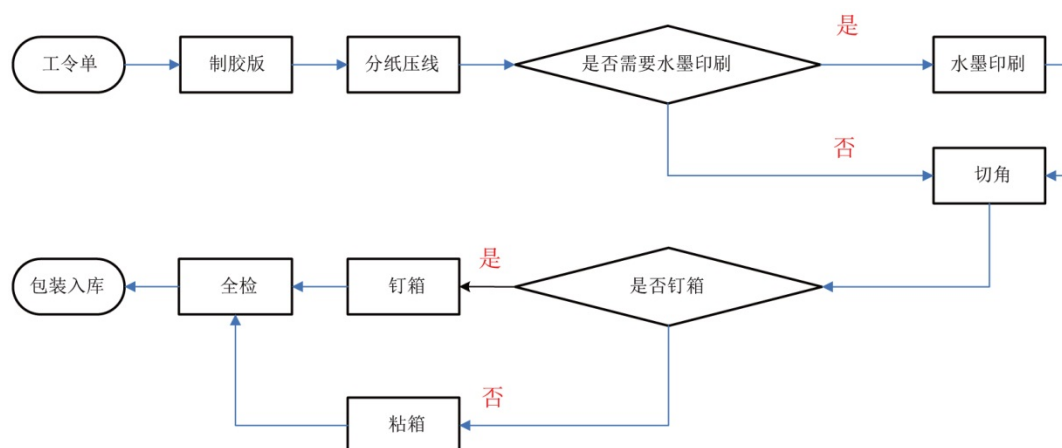 工令单
制胶版
分纸压线
是否需要水墨印刷
是
水墨印刷
否
切角
包装入库
全检
钉箱
是
是否钉箱
粘箱
否